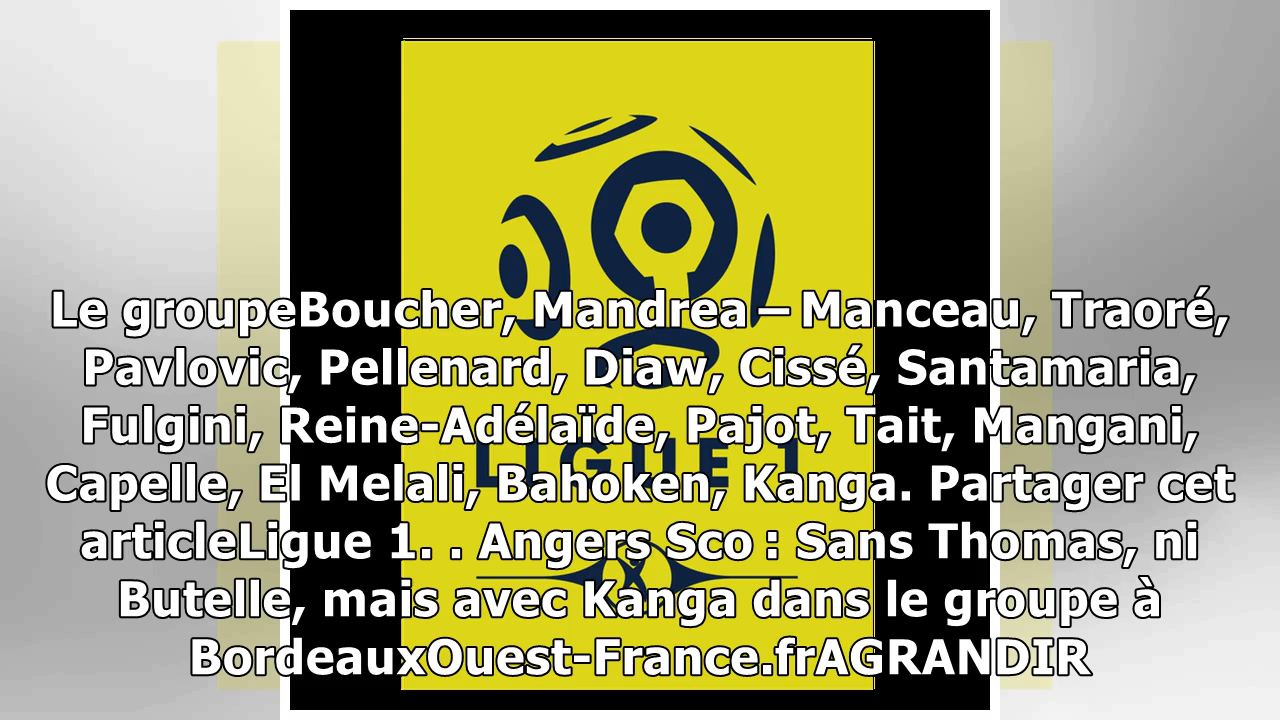 Le groupeBoucher, Mandrea – Manceau, Traoré,
Pavlovic, Pellenard, Diaw, Cissé, Santamaria,
Fulgini, Reine-Adélaïde, Pajot, Tait, Mangani,
LIGUE 1
Capelle, El Melali, Bahoken, Kanga. Partager cet
articleLigue 1. . Angers Sco : Sans Thomas, ni
Butelle, mais avec Kanga dans le groupe à
BordeauxOuest-France.frAGRANDIR